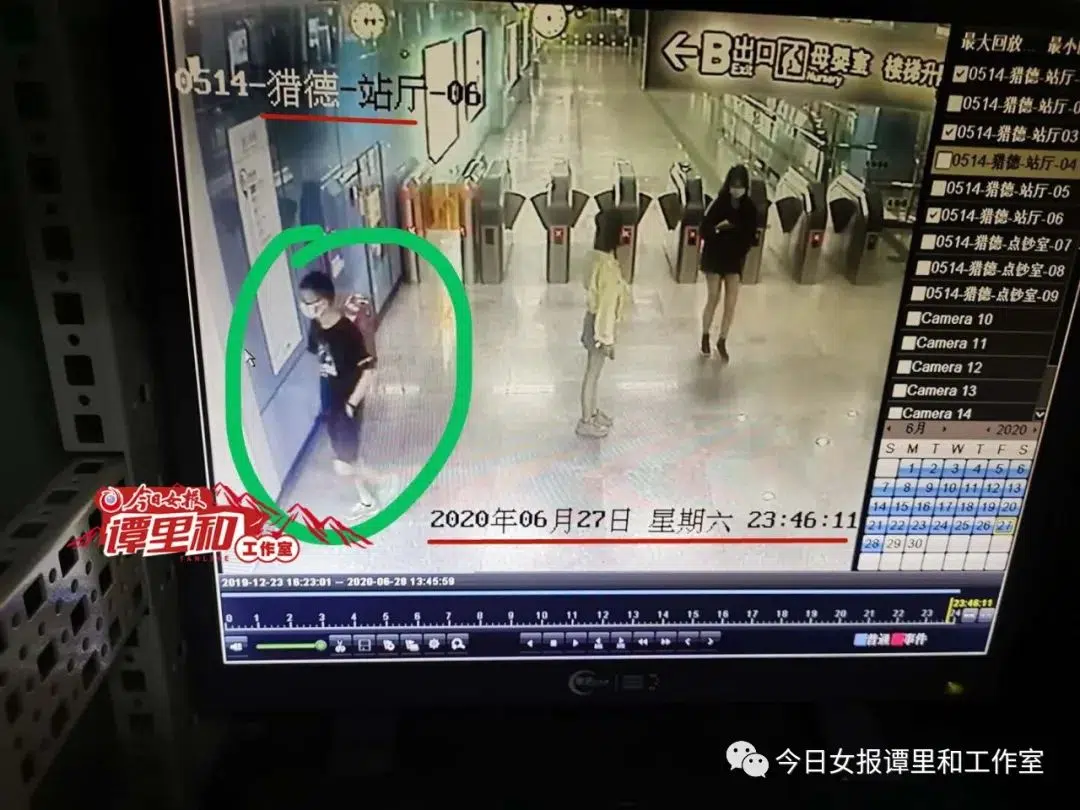 0514-猎德-站厅-06
B出口 母婴室 楼梯升
Exit Nursery
最大回放... 最小
0514-猎德-站厅-
0514-猎德-站厅-0
0514-猎德-站厅03
0514-猎德-站厅-04
0514-猎德-站厅-05
0514-猎德-站厅-06
0514-猎德-点钞室-07
0514-猎德-点钞室-08
0514-猎德-点钞室-09
Camera 10
Camera 11
Camera 12
Camera 13
Camera 14
6月 2020
S M T W T F S
1 2 3 4 5 6
7 8 9 10 11 12 13
14 15 16 17 18 19 20
21 22 23 24 25 26 27
28 29 30
2020年06月27日 星期六 23:46:11
今日女报
谭里和
工作室
2019-12-23 16:23:01 -- 2020-06-28 13:45:59
23:46:11
0 1 2 3 4 5 6 7 8 9 10 11 12 13 14 15 16 17 18 19 20 21 22 23 24
普通 事件
今日女报谭里和工作室